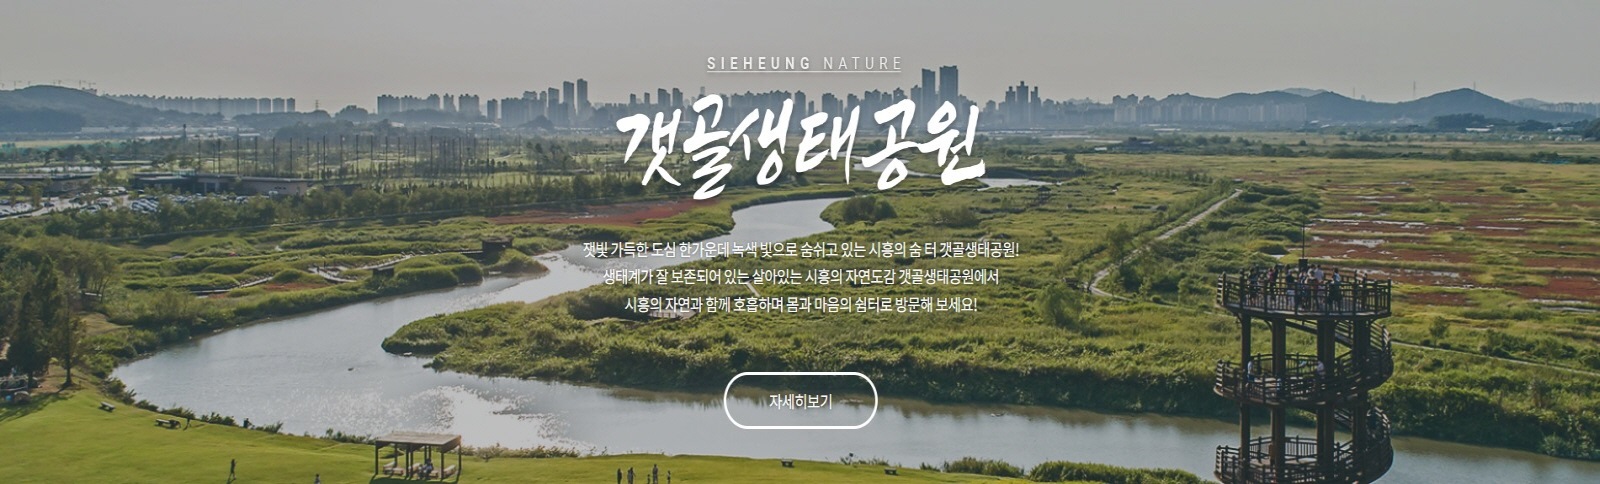 SIEHEUNG NATURE
갯골생태공원
잿빛 가득한 도심 한가운데 녹색 빛으로 숨쉬고 있는 시흥의 숨 터 갯골생태공원!
생태계가 잘 보존되어 있는 살아있는 시흥의 자연도감 갯골생태공원에서
시흥의 자연과 함께 호흡하며 몸과 마음의 쉼터로 방문해 보세요!
자세히보기